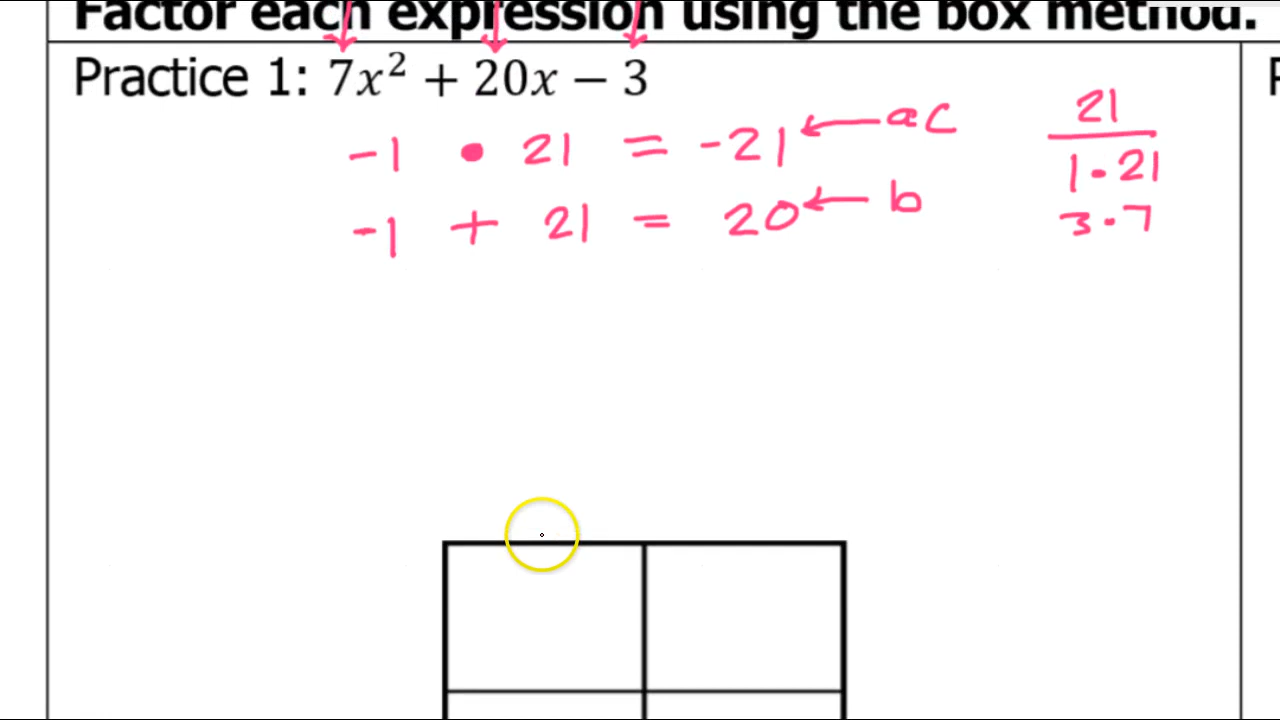 Factor each expression using the box method.
Practice 1: 7x² + 20x − 3
-1 • 21 = -21 ← ac
-1 + 21 = 20 ← b
21
1 • 21
3 • 7